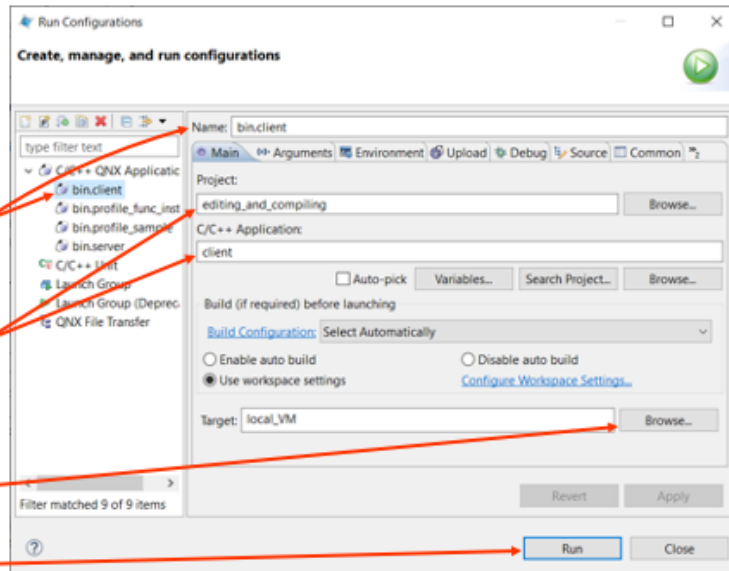 Run Configurations
Create, manage, and run configurations
type filter text
C/C++ QNX Applicatic
bin.client
bin.profile_func_inst
bin.profile_sample
bin.server
C/C++ Unit
Launch Group
Launch Group (Deprec
QNX File Transfer
Filter matched 9 of 9 items
Name: bin.client
Main Arguments Environment Upload Debug Source Common »2
Project:
editing_and_compiling Browse...
C/C++ Application:
client
Auto-pick Variables... Search Project... Browse...
Build (if required) before launching
Build Configuration: Select Automatically
Enable auto build Disable auto build
Use workspace settings Configure Workspace Settings...
Target: local_VM Browse...
Revert Apply
Run Close